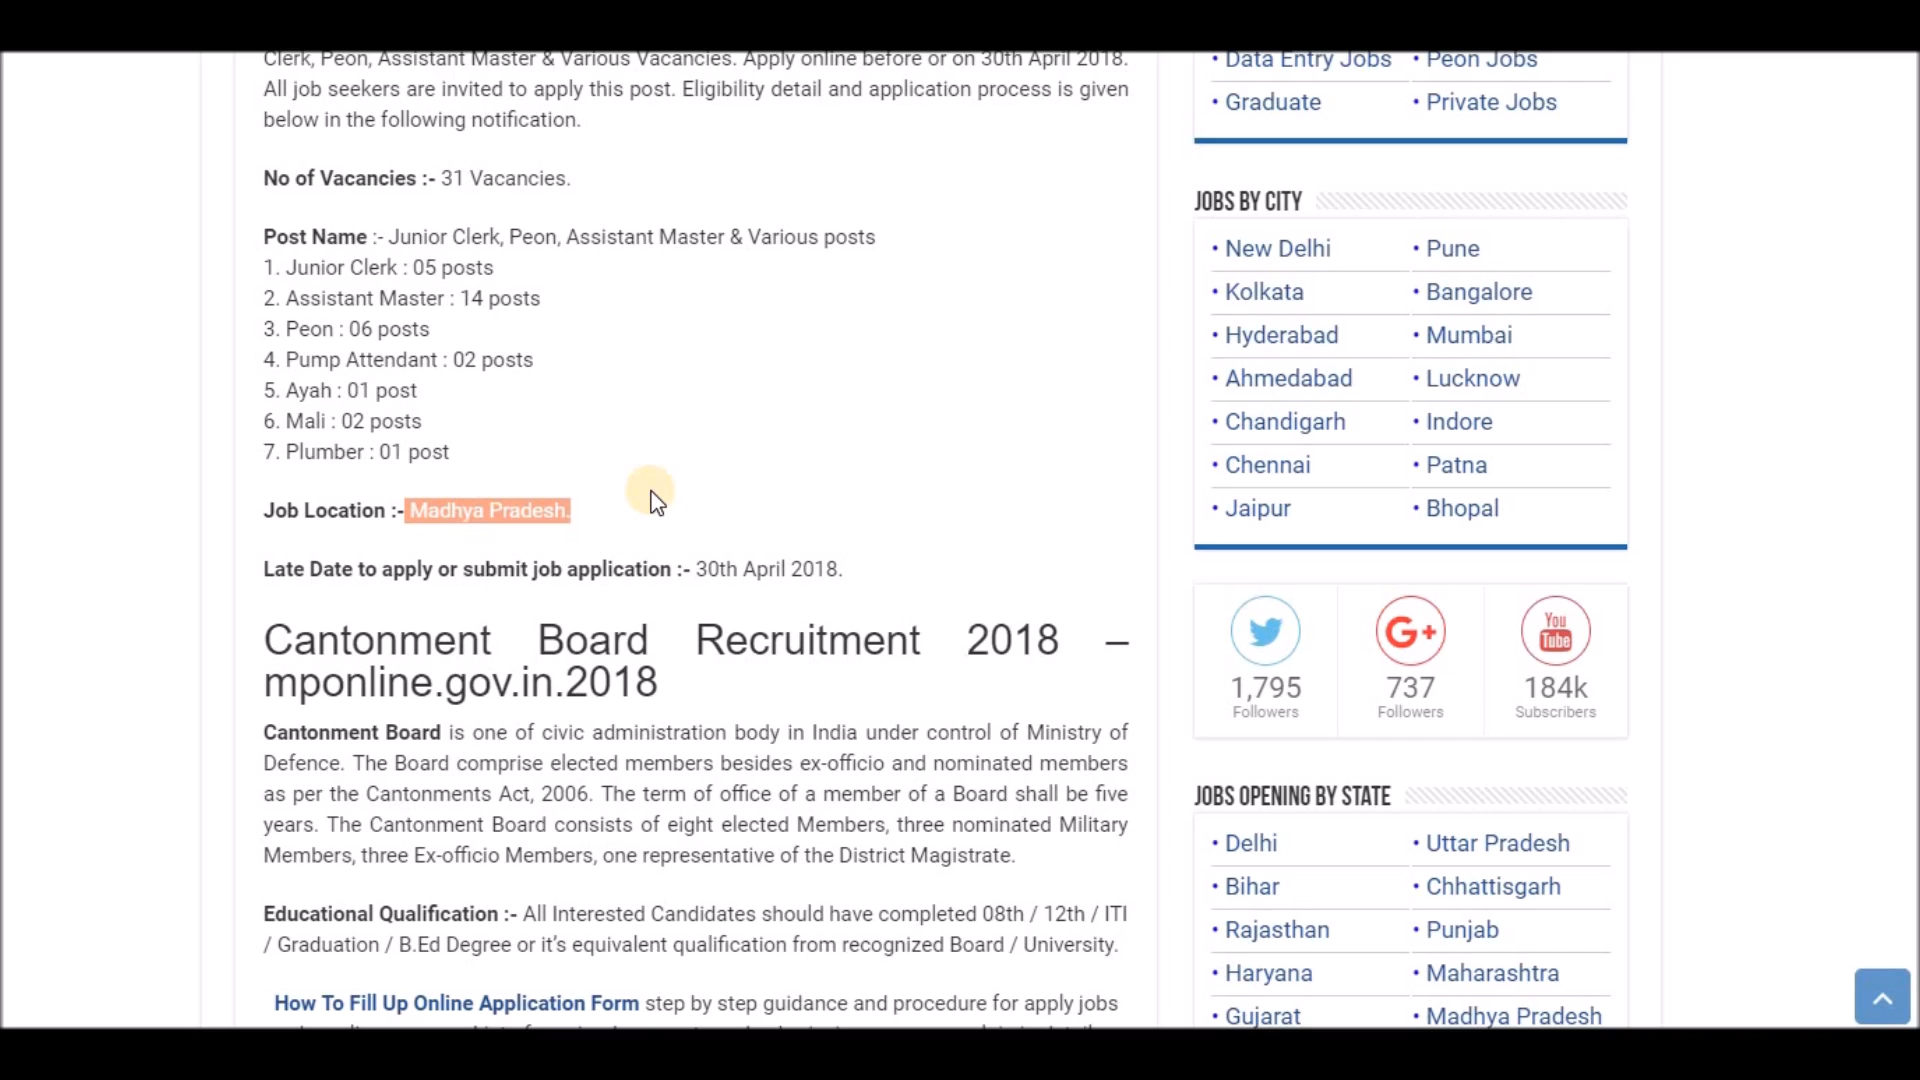 Clerk, Peon, Assistant Master & Various Vacancies. Apply online before or on 30th April 2018.
All job seekers are invited to apply this post. Eligibility detail and application process is given
below in the following notification.
No of Vacancies :- 31 Vacancies.
Post Name :- Junior Clerk, Peon, Assistant Master & Various posts
1. Junior Clerk : 05 posts
2. Assistant Master : 14 posts
3. Peon : 06 posts
4. Pump Attendant : 02 posts
5. Ayah : 01 post
6. Mali : 02 posts
7. Plumber : 01 post
Job Location :- Madhya Pradesh.
Late Date to apply or submit job application :- 30th April 2018.
Cantonment Board Recruitment 2018 –
mponline.gov.in.2018
Cantonment Board is one of civic administration body in India under control of Ministry of
Defence. The Board comprise elected members besides ex-officio and nominated members
as per the Cantonments Act, 2006. The term of office of a member of a Board shall be five
years. The Cantonment Board consists of eight elected Members, three nominated Military
Members, three Ex-officio Members, one representative of the District Magistrate.
Educational Qualification :- All Interested Candidates should have completed 08th / 12th / ITI
/ Graduation / B.Ed Degree or it's equivalent qualification from recognized Board / University.
How To Fill Up Online Application Form step by step guidance and procedure for apply jobs
• Data Entry Jobs • Peon Jobs
• Graduate • Private Jobs
JOBS BY CITY
• New Delhi • Pune
• Kolkata • Bangalore
• Hyderabad • Mumbai
• Ahmedabad • Lucknow
• Chandigarh • Indore
• Chennai • Patna
• Jaipur • Bhopal
G+
You
Tube
1,795 737 184k
Followers Followers Subscribers
JOBS OPENING BY STATE
• Delhi • Uttar Pradesh
• Bihar • Chhattisgarh
• Rajasthan • Punjab
• Haryana • Maharashtra
• Gujarat • Madhya Pradesh